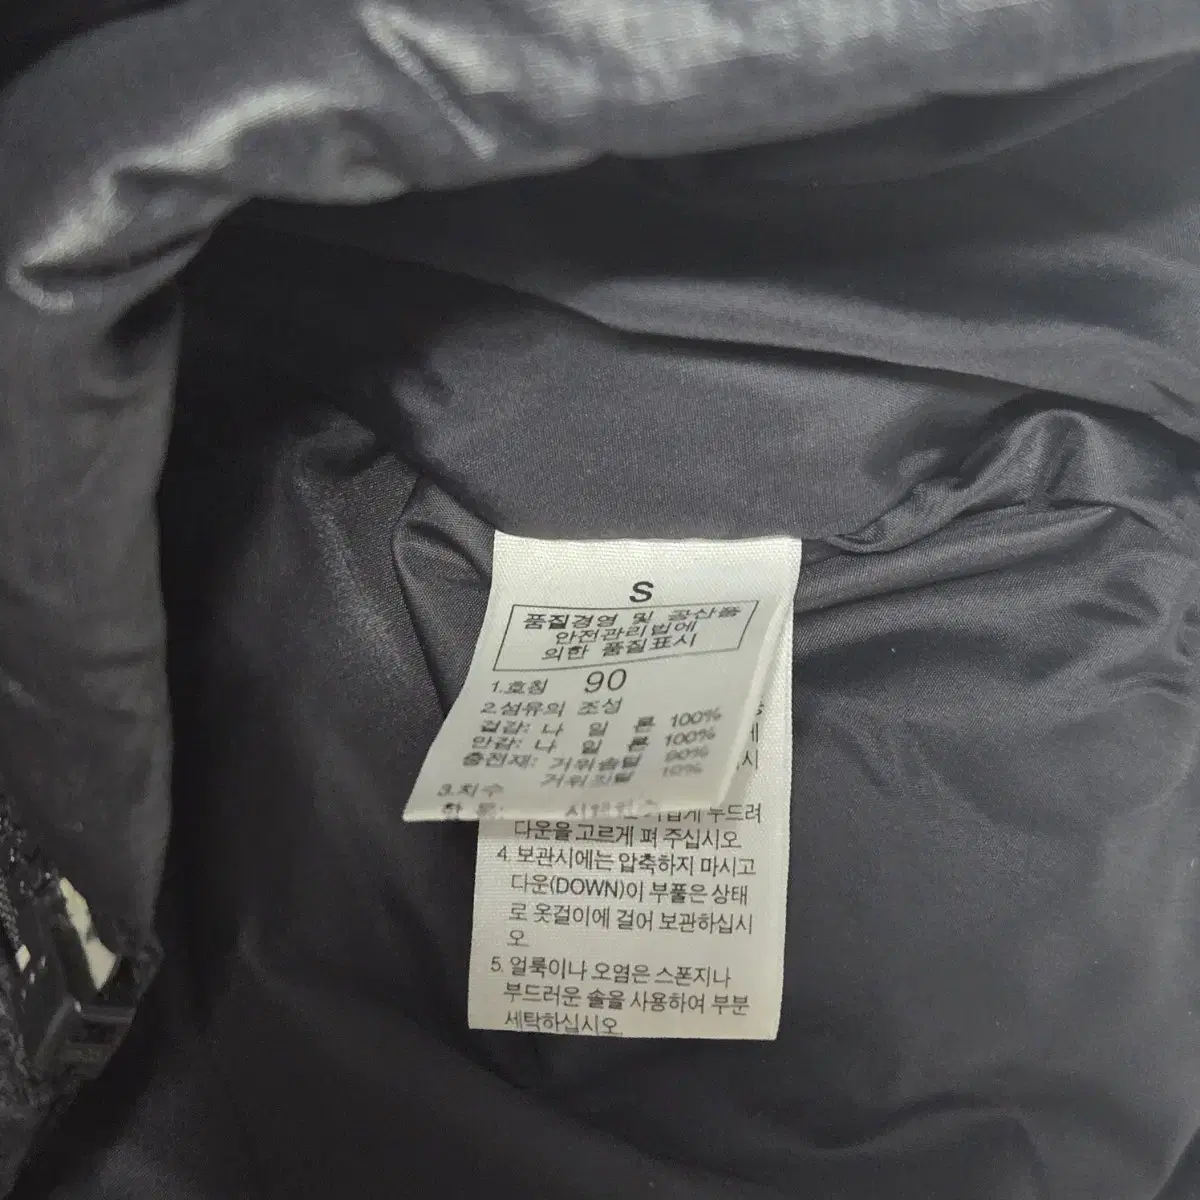 S
품질경영 및 공산품
안전관리법에
의한 품질표시
1.호칭 90
2.섬유의 조성
겉감: 나 일 론 100%
안감: 나 일 론 100%
충전재: 거위솜털 90%
거위깃털 10%
3.치수
항 목:
두드려
다운을 고르게 펴 주십시오
4. 보관시에는 압축하지 마시고
다운(DOWN)이 부풀은 상태
로 옷걸이에 걸어 보관하십시
오
5. 얼룩이나 오염은 스폰지나
부드러운 솔을 사용하여 부분
세탁하십시오.